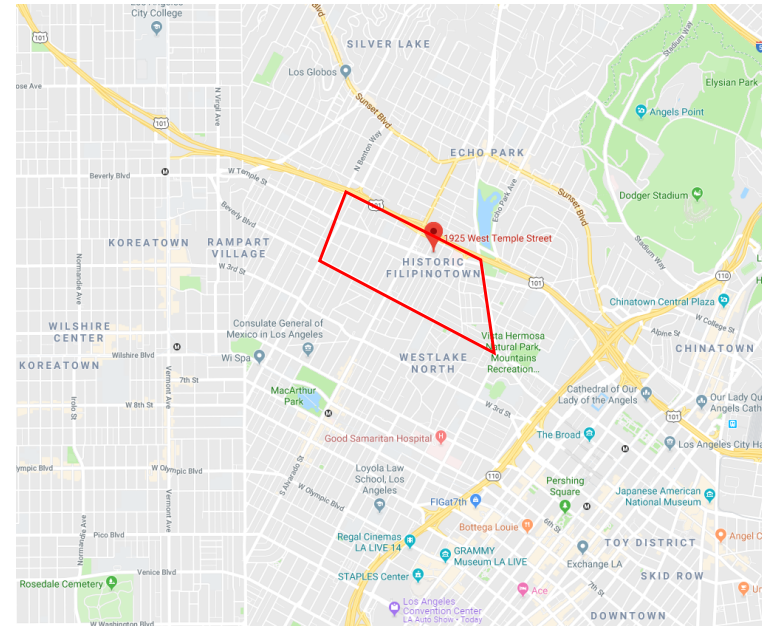 City College
101
SILVER LAKE
Stadium Way
Los Globos
Elysian Park
ose Ave
N Virgil Ave
Sunset Blvd
Angels Point
101
N Benton Way
ECHO PARK
Beverly Blvd
W Temple St
Echo Park Ave
Sunset Blvd
Dodger Stadium
101
Beverly Blvd
1925 West Temple Street
Stadium Way
KOREATOWN
RAMPART
VILLAGE
HISTORIC
FILIPINOTOWN
W 3rd St
Normandie Ave
101
110
Chinatown Central Plaza
W College St
WILSHIRE
CENTER
Consulate General of
Mexico in Los Angeles
Vista Hermosa
Natural Park,
Mountains
Recreation...
Alpine St
CHINATOWN
Wilshire Blvd
Wi Spa
WESTLAKE
NORTH
KOREATOWN
7th St
MacArthur
Park
Cathedral of Our
Lady of the Angels
Our Lady Qu
Angels Cath
Irolo St
W 8th St
Vermont Ave
W 3rd St
101
Good Samaritan Hospital
The Broad
Los Angeles City Ha
ympic Blvd
W Olympic Blvd
S Alvarado St
Loyola Law
School, Los
Angeles
110
Pershing
Square
Japanese American
National Museum
W Olympic Blvd
FIGat7th
Vermont Ave
Normandie Ave
Pico Blvd
Bottega Louie
6th St
Regal Cinemas
LA LIVE 14
GRAMMY
Museum LA LIVE
TOY DISTRICT
Angel C
Exchange LA
Venice Blvd
STAPLES Center
SKID ROW
Rosedale Cemetery
Ace
7th St
Ur
Los Angeles
Convention Center
LA Auto Show • Today
DOWNTOWN
W Washington Blvd